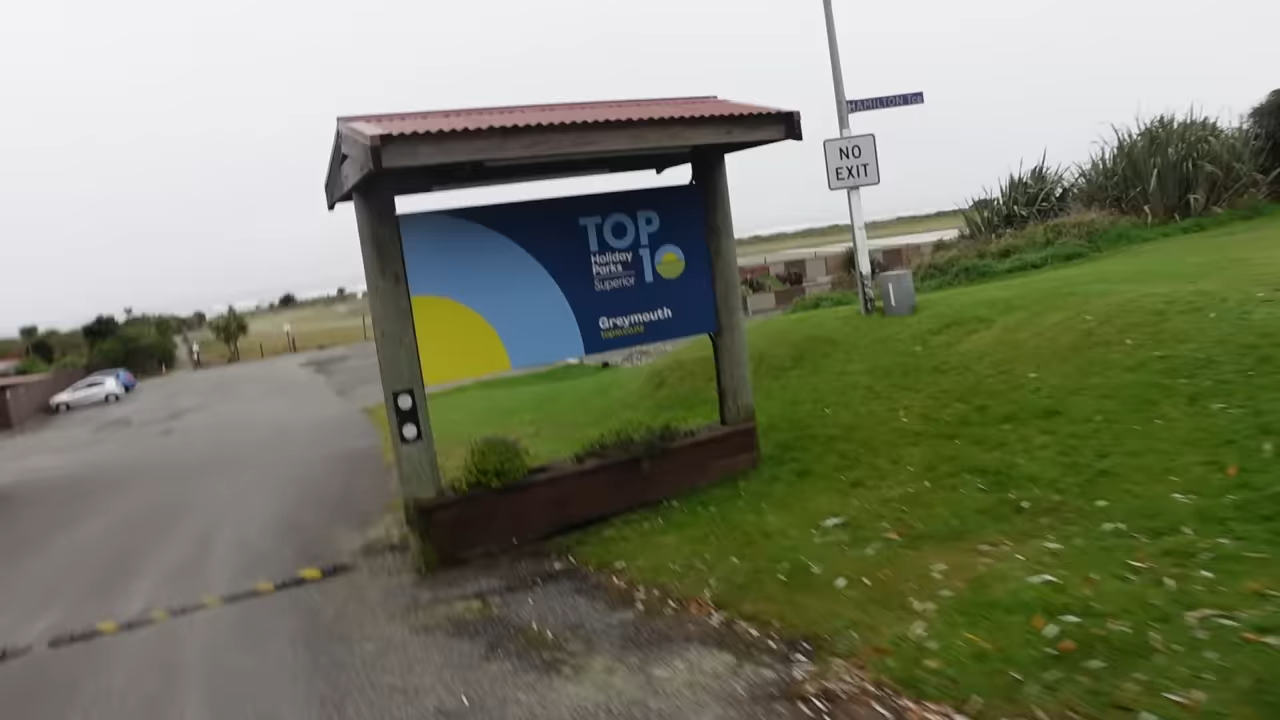 HAMILTON Tce
NO
EXIT
TOP
10
Holiday
Parks
Superior
Greymouth